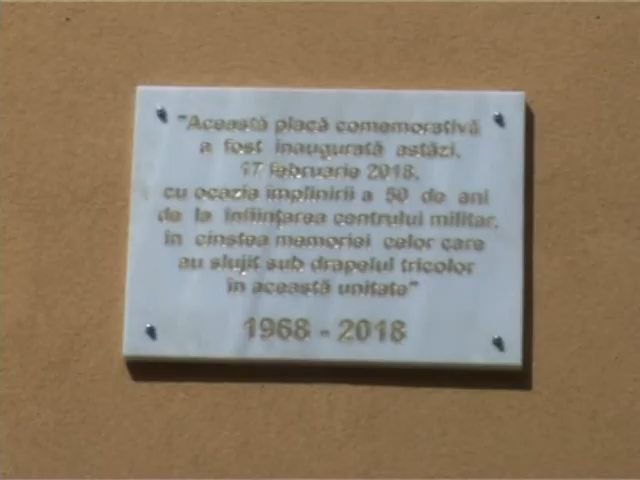 "Această placă comemorativă
a fost inaugurată astăzi,
17 februarie 2018,
cu ocazia împlinirii a 50 de ani
de la înființarea centrului militar,
în cinstea memoriei celor care
au slujit sub drapelul tricolor
în această unitate"
1968 - 2018